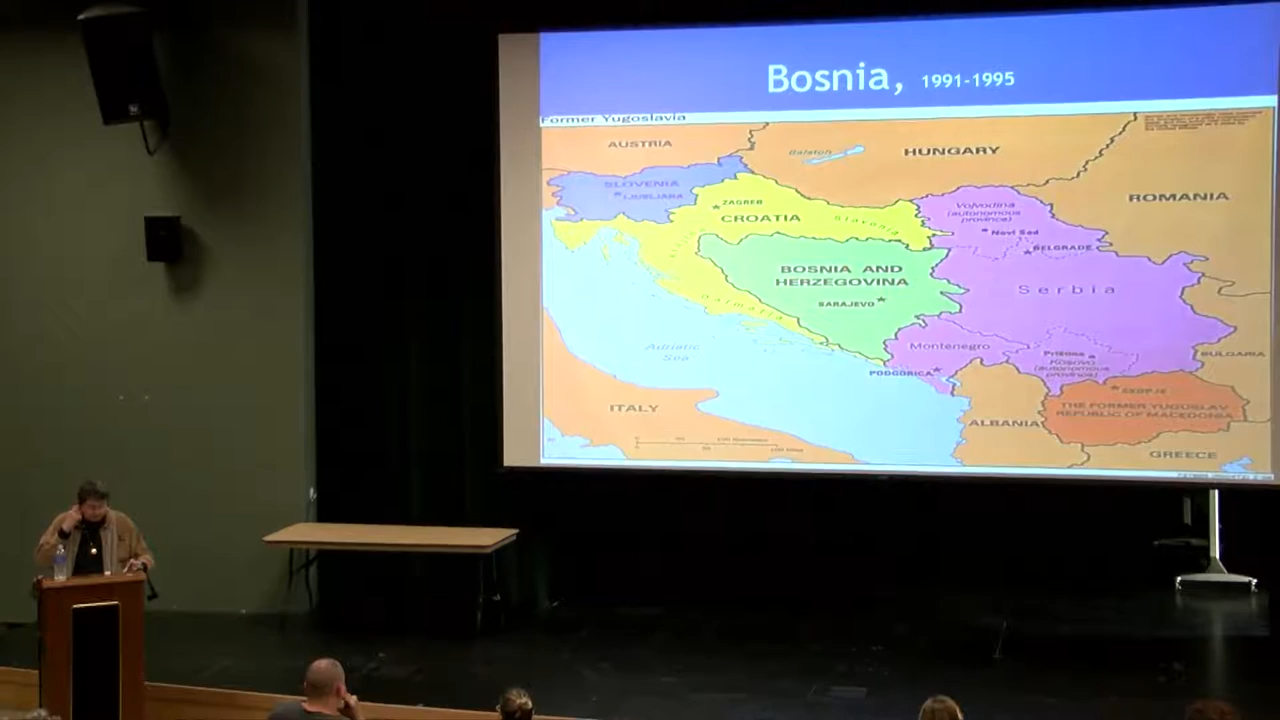 Bosnia, 1991-1995
Former Yugoslavia
AUSTRIA
HUNGARY
Balaton
ROMANIA
SLOVENIA
LJUBLJANA
ZAGREB
CROATIA
Slavonia
Vojvodina
(autonomous
province)
Novi Sad
BELGRADE
BOSNIA AND
HERZEGOVINA
SARAJEVO
Serbia
Dalmatia
Adriatic
Sea
Montenegro
PODGORICA
Priština
Kosovo
(autonomous
province)
BULGARIA
SKOPJE
THE FORMER YUGOSLAV
REPUBLIC OF MACEDONIA
ITALY
ALBANIA
GREECE